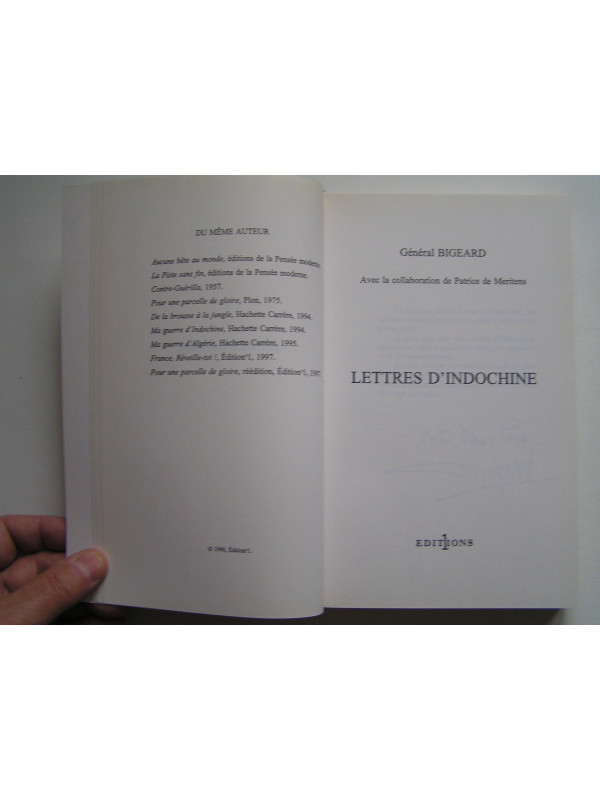 DU MÊME AUTEUR
Aucune bête au monde, éditions de la Pensée moderne
La Piste sans fin, éditions de la Pensée moderne.
Contre-Guérilla, 1957.
Pour une parcelle de gloire, Plon, 1975.
De la brousse à la jungle, Hachette Carrère, 1994.
Ma guerre d'Indochine, Hachette Carrère, 1994.
Ma guerre d'Algérie, Hachette Carrère, 1995.
France, Réveille-toi !, Édition°1, 1997.
Pour une parcelle de gloire, réédition, Édition°1, 199
© 1998, Édition°1.
Général BIGEARD
Avec la collaboration de Patrice de Meritens
LETTRES D'INDOCHINE
EDIT1IONS